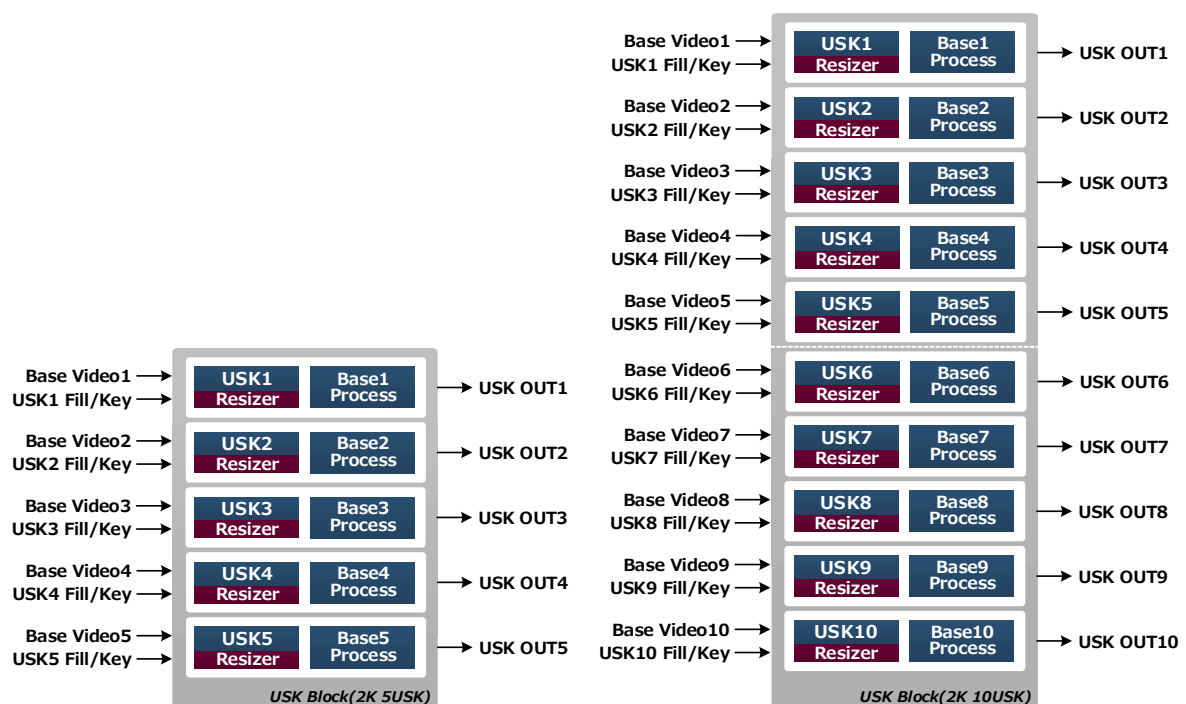 Base Video1
USK1 Fill/Key
USK1
Resizer
Base1
Process
USK OUT1
Base Video2
USK2 Fill/Key
USK2
Resizer
Base2
Process
USK OUT2
Base Video3
USK3 Fill/Key
USK3
Resizer
Base3
Process
USK OUT3
Base Video4
USK4 Fill/Key
USK4
Resizer
Base4
Process
USK OUT4
Base Video5
USK5 Fill/Key
USK5
Resizer
Base5
Process
USK OUT5
USK Block(2K 5USK)
Base Video1
USK1 Fill/Key
USK1
Resizer
Base1
Process
USK OUT1
Base Video2
USK2 Fill/Key
USK2
Resizer
Base2
Process
USK OUT2
Base Video3
USK3 Fill/Key
USK3
Resizer
Base3
Process
USK OUT3
Base Video4
USK4 Fill/Key
USK4
Resizer
Base4
Process
USK OUT4
Base Video5
USK5 Fill/Key
USK5
Resizer
Base5
Process
USK OUT5
Base Video6
USK6 Fill/Key
USK6
Resizer
Base6
Process
USK OUT6
Base Video7
USK7 Fill/Key
USK7
Resizer
Base7
Process
USK OUT7
Base Video8
USK8 Fill/Key
USK8
Resizer
Base8
Process
USK OUT8
Base Video9
USK9 Fill/Key
USK9
Resizer
Base9
Process
USK OUT9
Base Video10
USK10 Fill/Key
USK10
Resizer
Base10
Process
USK OUT10
USK Block(2K 10USK)